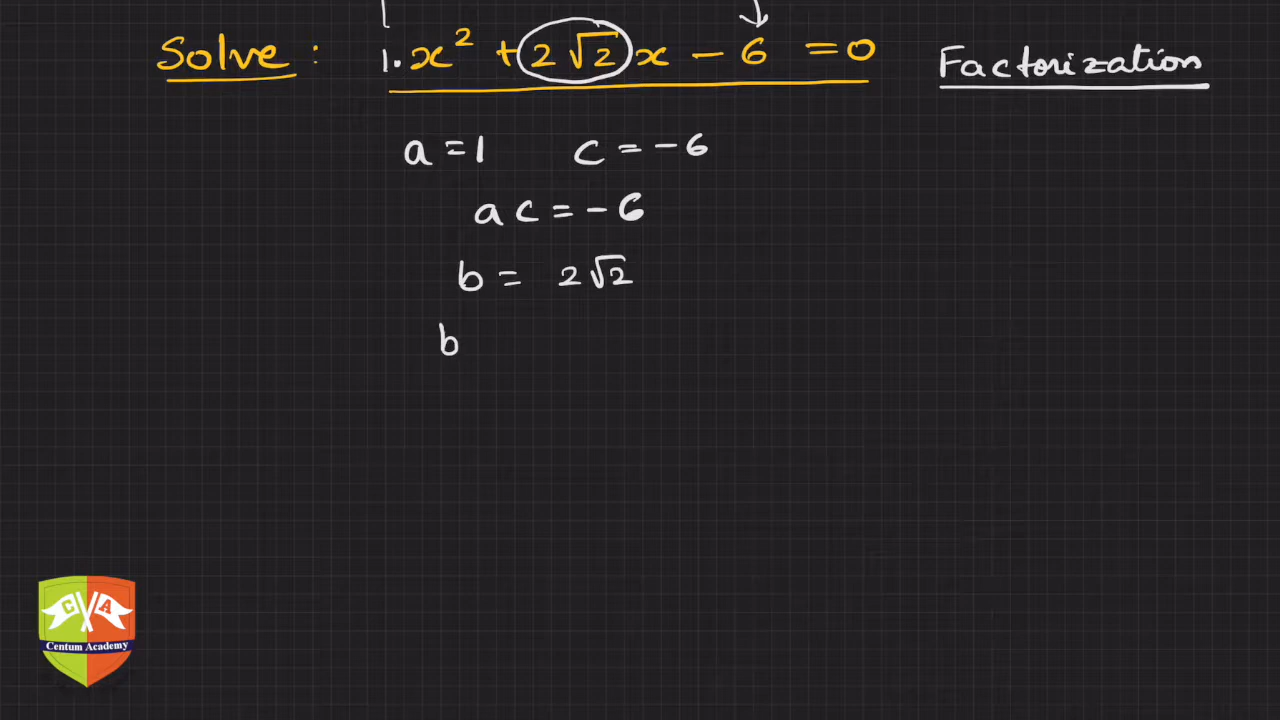 Solve : 1.x² + 2√2 x − 6 = 0 Factorization
a = 1 c = −6
ac = −6
b = 2√2
b
C A
Centum Academy